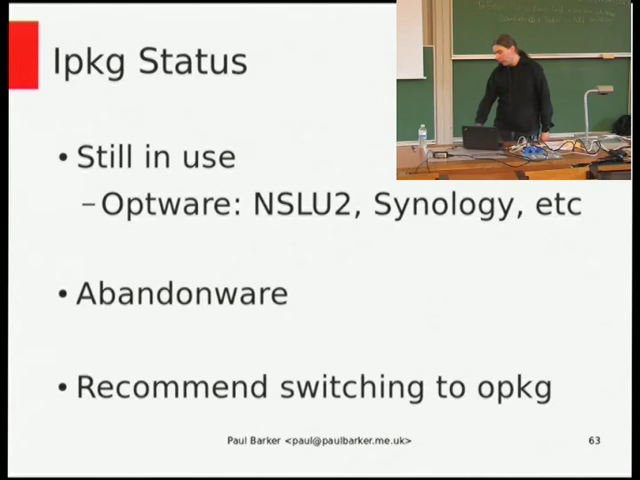 Ipkg Status
• Still in use
– Optware: NSLU2, Synology, etc
• Abandonware
• Recommend switching to opkg
Paul Barker <paul@paulbarker.me.uk>
63